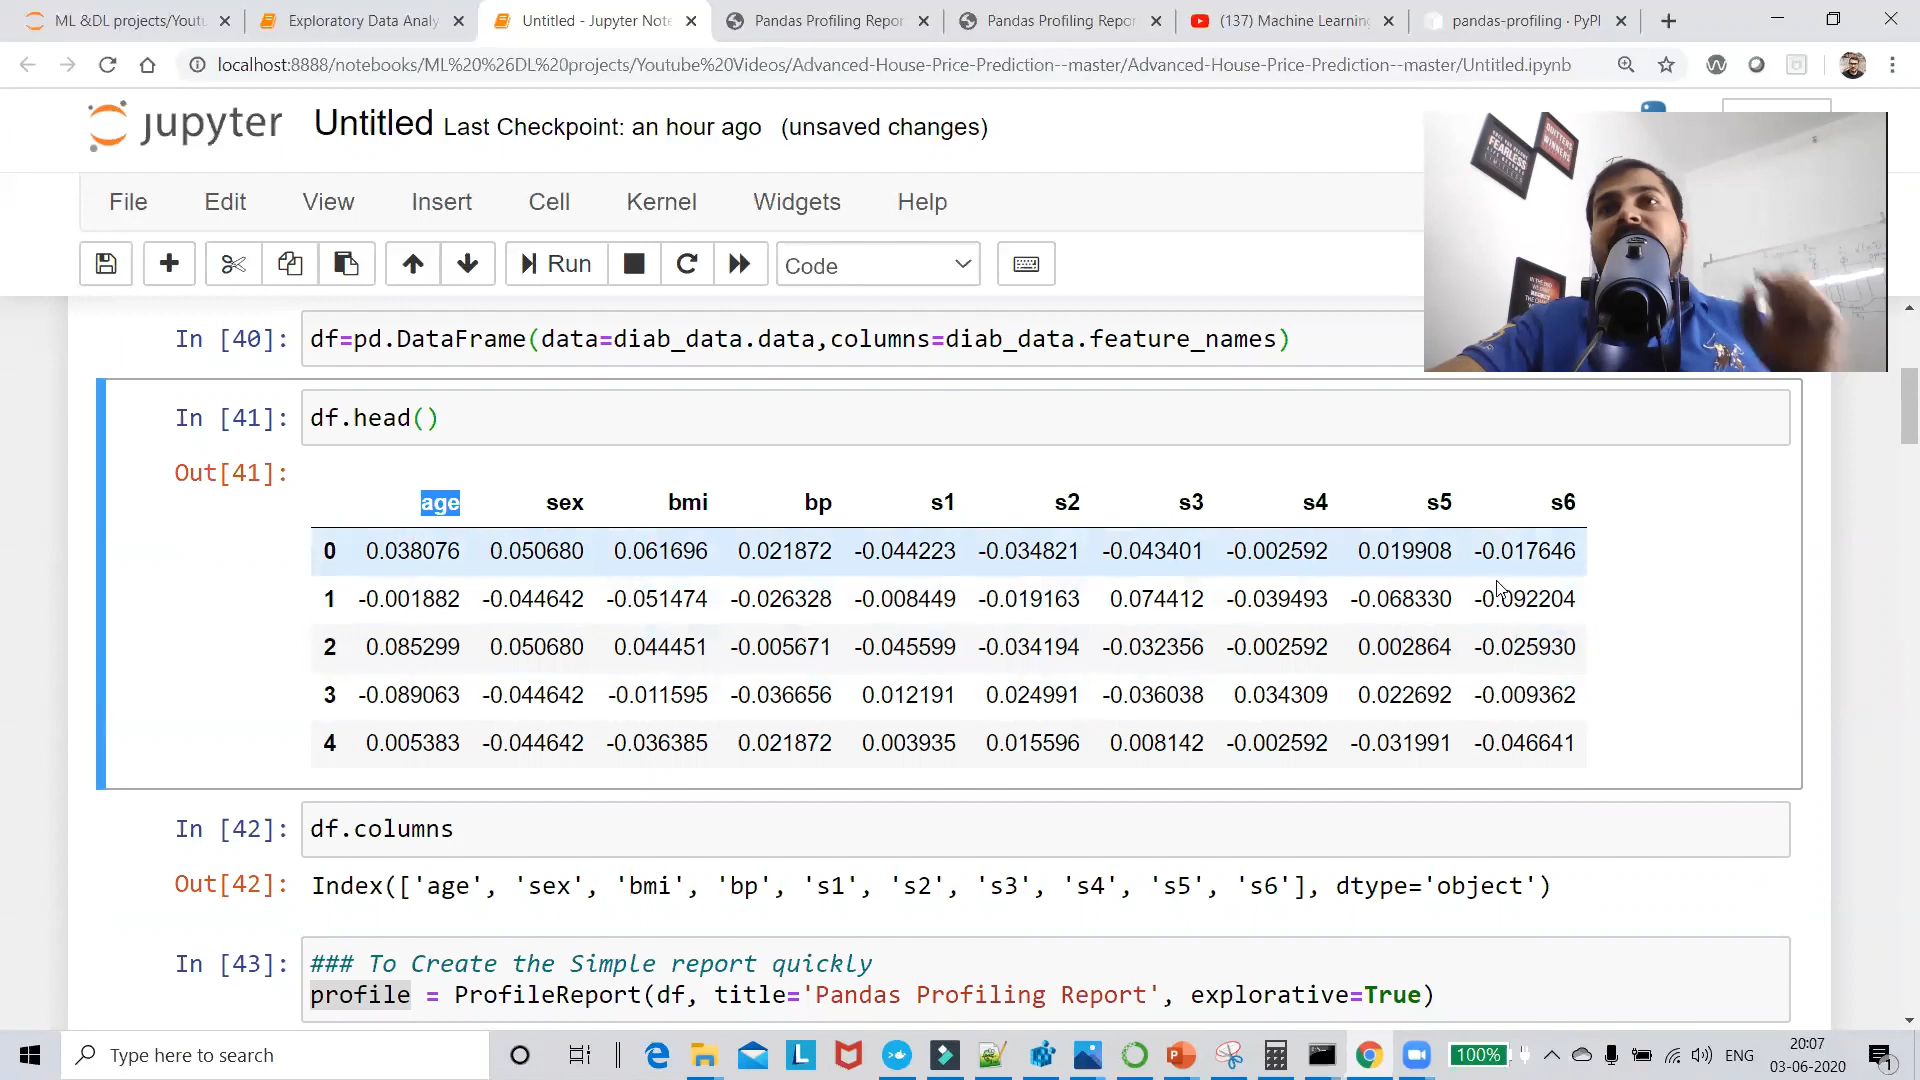 ML &DL projects/Youtu
Exploratory Data Analy
Untitled - Jupyter Note
Pandas Profiling Repor
Pandas Profiling Repor
(137) Machine Learning
pandas-profiling · PyPI
localhost:8888/notebooks/ML%20%26DL%20projects/Youtube%20Videos/Advanced-House-Price-Prediction--master/Advanced-House-Price-Prediction--master/Untitled.ipynb
jupyter Untitled Last Checkpoint: an hour ago (unsaved changes)
File Edit View Insert Cell Kernel Widgets Help
Run Code
In [40]: df=pd.DataFrame(data=diab_data.data,columns=diab_data.feature_names)
In [41]: df.head()
Out[41]:
age sex bmi bp s1 s2 s3 s4 s5 s6
0 0.038076 0.050680 0.061696 0.021872 -0.044223 -0.034821 -0.043401 -0.002592 0.019908 -0.017646
1 -0.001882 -0.044642 -0.051474 -0.026328 -0.008449 -0.019163 0.074412 -0.039493 -0.068330 -0.092204
2 0.085299 0.050680 0.044451 -0.005671 -0.045599 -0.034194 -0.032356 -0.002592 0.002864 -0.025930
3 -0.089063 -0.044642 -0.011595 -0.036656 0.012191 0.024991 -0.036038 0.034309 0.022692 -0.009362
4 0.005383 -0.044642 -0.036385 0.021872 0.003935 0.015596 0.008142 -0.002592 -0.031991 -0.046641
In [42]: df.columns
Out[42]: Index(['age', 'sex', 'bmi', 'bp', 's1', 's2', 's3', 's4', 's5', 's6'], dtype='object')
In [43]: ### To Create the Simple report quickly
profile = ProfileReport(df, title='Pandas Profiling Report', explorative=True)
FEARLESS
QUITTERS
WINNERS
Type here to search
100%
ENG
20:07
03-06-2020
1